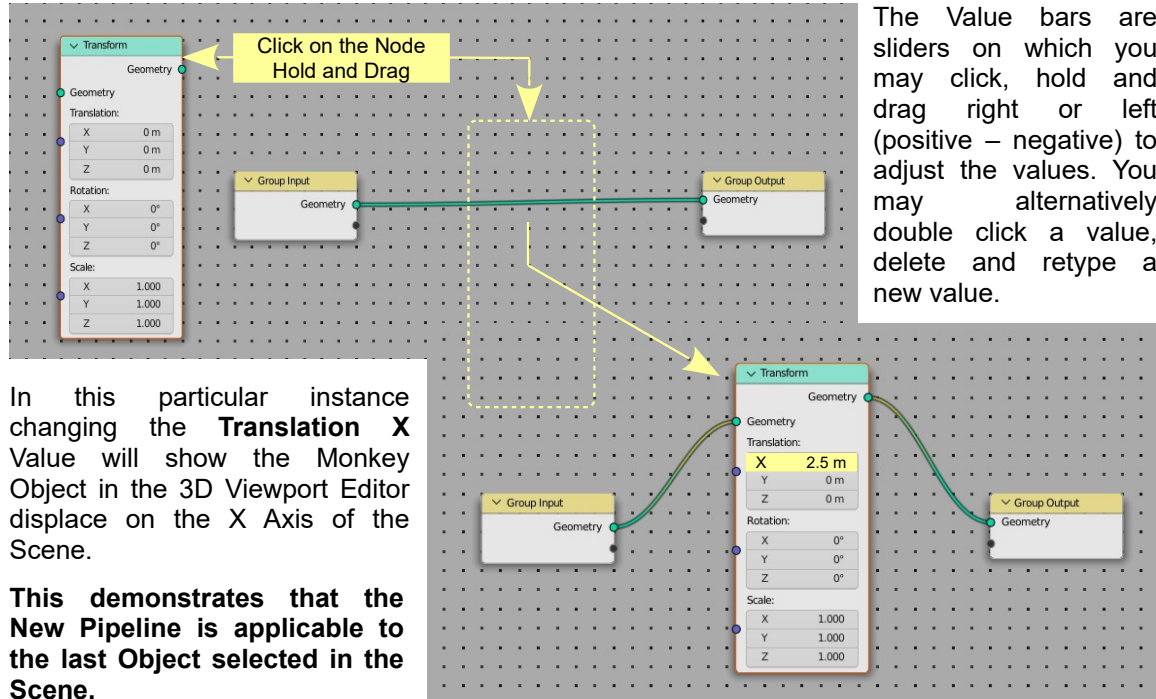 Transform
Geometry
Geometry
Translation:
X 0 m
Y 0 m
Z 0 m
Rotation:
X 0°
Y 0°
Z 0°
Scale:
X 1.000
Y 1.000
Z 1.000
Click on the Node
Hold and Drag
Group Input
Geometry
Group Output
Geometry
The Value bars are
sliders on which you
may click, hold and
drag right or left
(positive – negative) to
adjust the values. You
may alternatively
double click a value,
delete and retype a
new value.
In this particular instance
changing the Translation X
Value will show the Monkey
Object in the 3D Viewport Editor
displace on the X Axis of the
Scene.
This demonstrates that the
New Pipeline is applicable to
the last Object selected in the
Scene.
Group Input
Geometry
Transform
Geometry
Geometry
Translation:
X 2.5 m
Y 0 m
Z 0 m
Rotation:
X 0°
Y 0°
Z 0°
Scale:
X 1.000
Y 1.000
Z 1.000
Group Output
Geometry